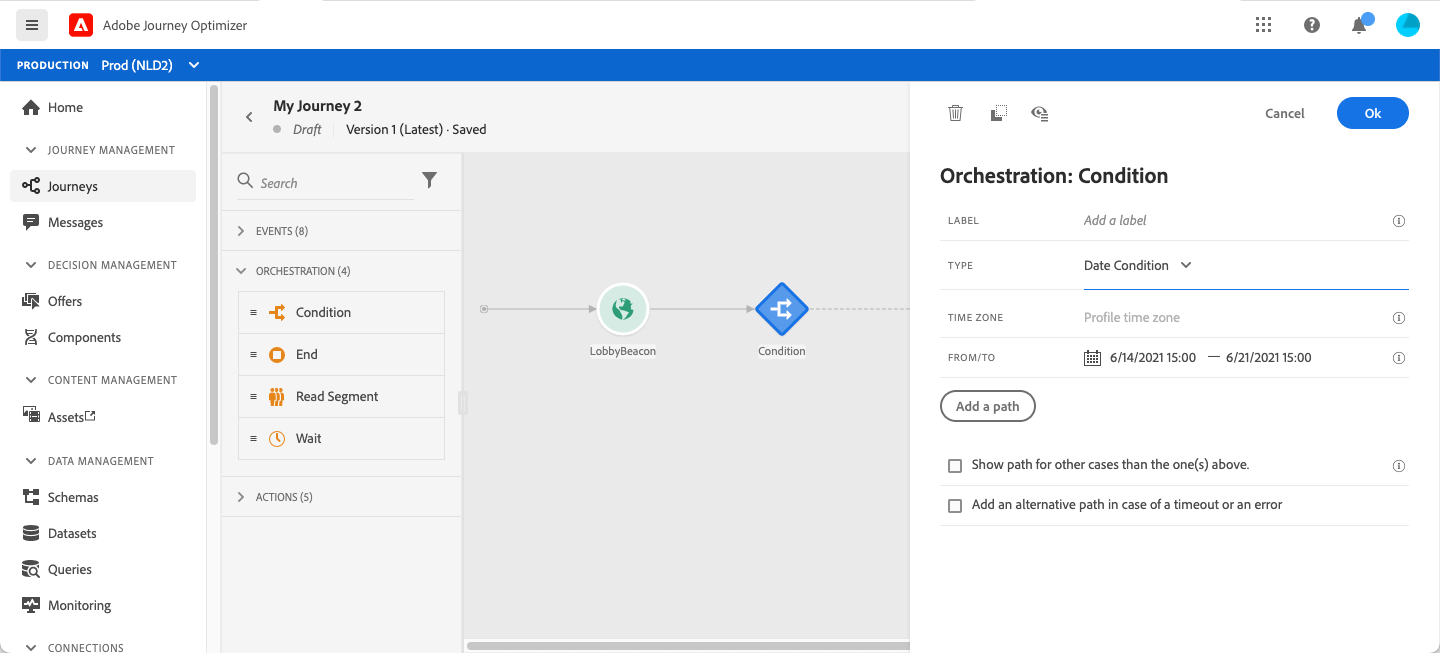 Adobe Journey Optimizer
PRODUCTION Prod (NLD2)
Home
JOURNEY MANAGEMENT
Journeys
Messages
DECISION MANAGEMENT
Offers
Components
CONTENT MANAGEMENT
Assets
DATA MANAGEMENT
Schemas
Datasets
Queries
Monitoring
CONNECTIONS
My Journey 2
Draft Version 1 (Latest) · Saved
Search
EVENTS (8)
ORCHESTRATION (4)
Condition
End
Read Segment
Wait
ACTIONS (5)
LobbyBeacon
Condition
Cancel Ok
Orchestration: Condition
LABEL Add a label
TYPE Date Condition
TIME ZONE Profile time zone
FROM/TO 6/14/2021 15:00 — 6/21/2021 15:00
Add a path
Show path for other cases than the one(s) above.
Add an alternative path in case of a timeout or an error